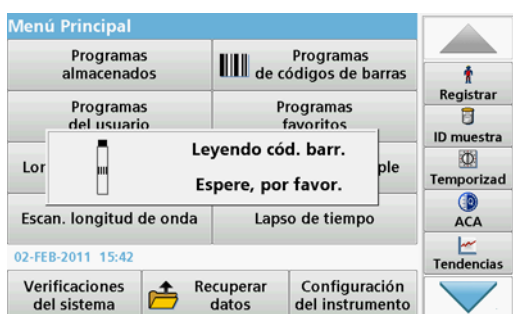 Menú Principal
Programas
almacenados
Programas
de códigos de barras
Programas
del usuario
Programas
favoritos
Leyendo cód. barr.
Espere, por favor.
Lor
ple
Escan. longitud de onda
Lapso de tiempo
02-FEB-2011 15:42
Verificaciones
del sistema
Recuperar
datos
Configuración
del instrumento
Registrar
ID muestra
Temporizad
ACA
Tendencias